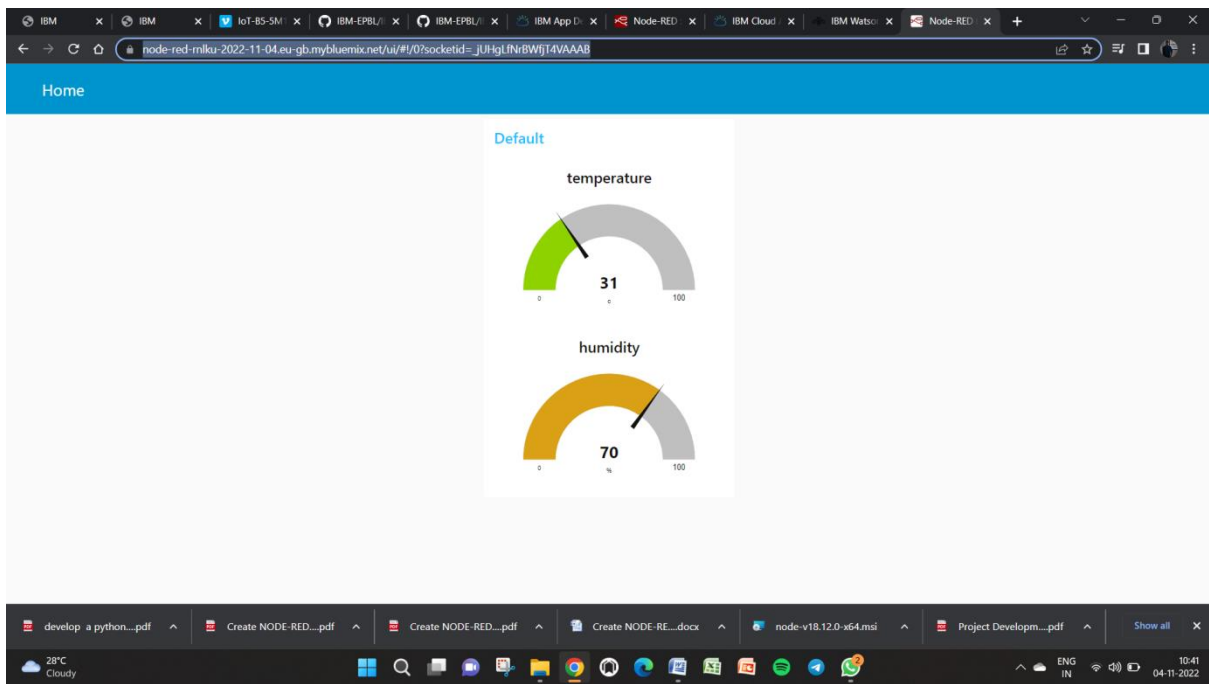 IBM
IBM
IoT-B5-5M1
IBM-EPBL/
IBM-EPBL/
IBM App De
Node-RED
IBM Cloud /
IBM Watson
Node-RED
node-red-rnlku-2022-11-04.eu-gb.mybluemix.net/ui/#!/0?socketid=_jUHgLfNrBWfjT4VAAAB
Home
Default
temperature
31
0
c
100
humidity
70
0
%
100
develop a python....pdf
Create NODE-RED....pdf
Create NODE-RED....pdf
Create NODE-RE....docx
node-v18.12.0-x64.msi
Project Developm....pdf
Show all
28°C
Cloudy
2
ENG
IN
10:41
04-11-2022